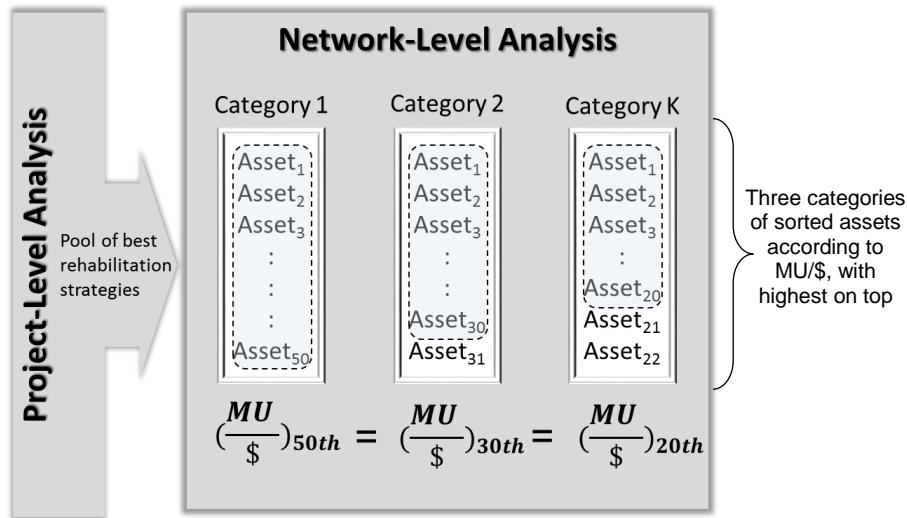 Project-Level Analysis
Pool of best
rehabilitation
strategies
Network-Level Analysis
Category 1
Asset₁
Asset₂
Asset₃
:
:
:
Asset₅₀
Category 2
Asset₁
Asset₂
Asset₃
:
:
Asset₃₀
Asset₃₁
Category K
Asset₁
Asset₂
Asset₃
:
Asset₂₀
Asset₂₁
Asset₂₂
(MU/$)50th = (MU/$)30th = (MU/$)20th
Three categories
of sorted assets
according to
MU/$, with
highest on top